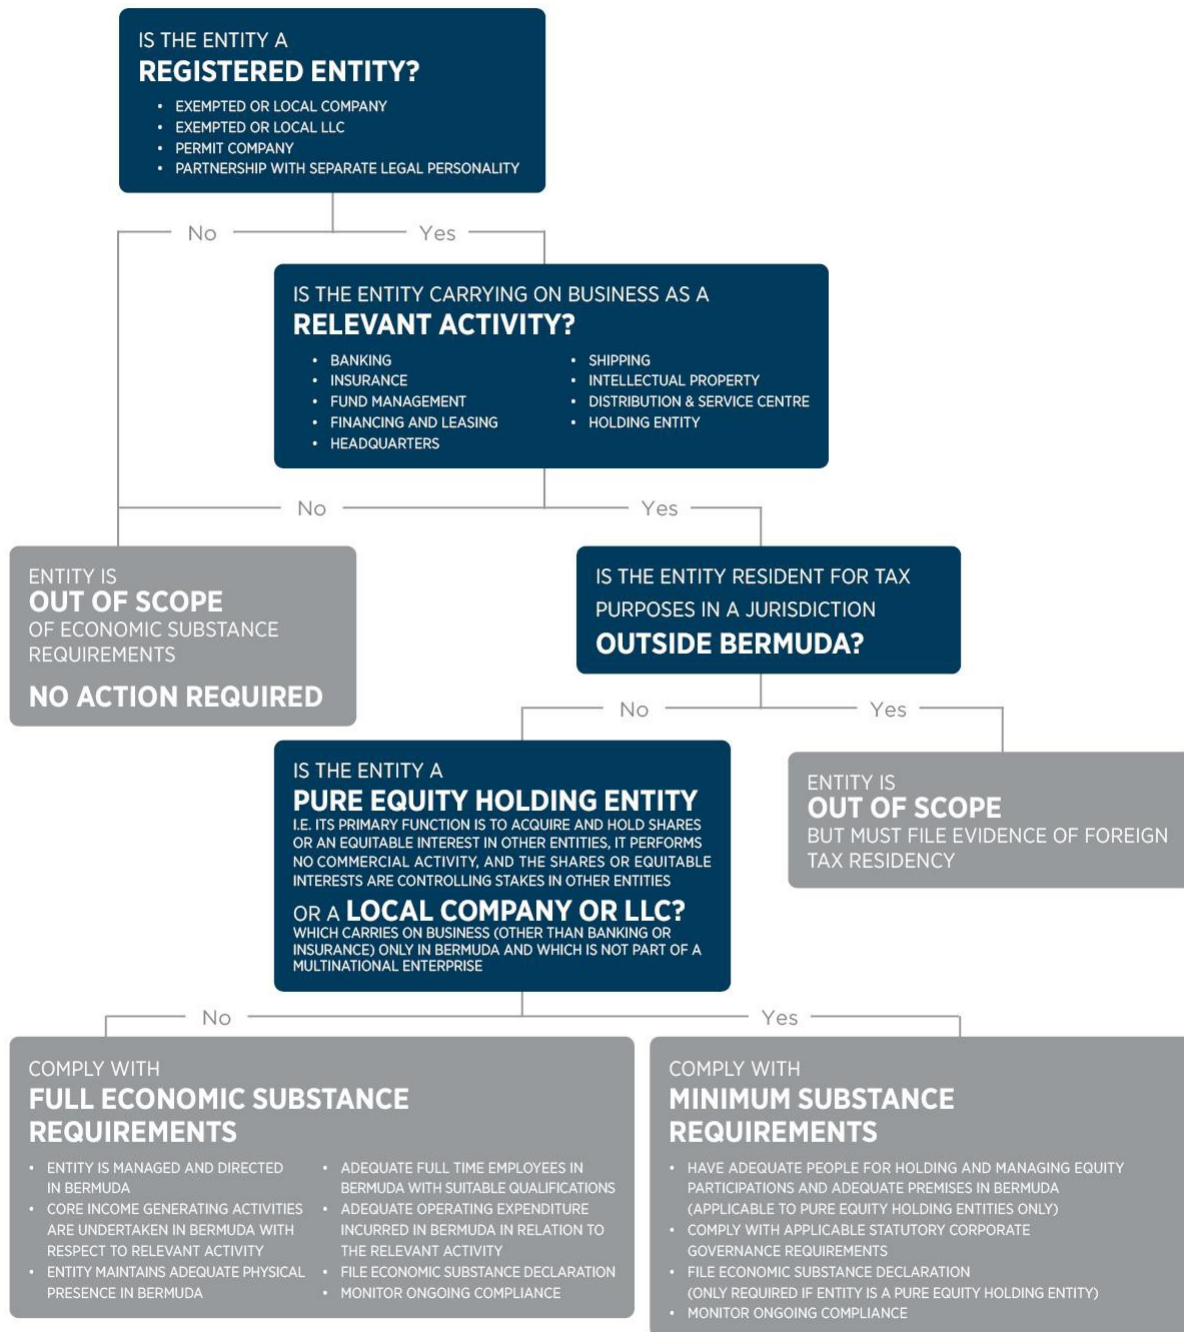 IS THE ENTITY A
REGISTERED ENTITY?
• EXEMPTED OR LOCAL COMPANY
• EXEMPTED OR LOCAL LLC
• PERMIT COMPANY
• PARTNERSHIP WITH SEPARATE LEGAL PERSONALITY
No
Yes
IS THE ENTITY CARRYING ON BUSINESS AS A
RELEVANT ACTIVITY?
• BANKING
• INSURANCE
• FUND MANAGEMENT
• FINANCING AND LEASING
• HEADQUARTERS
• SHIPPING
• INTELLECTUAL PROPERTY
• DISTRIBUTION & SERVICE CENTRE
• HOLDING ENTITY
No
Yes
ENTITY IS
OUT OF SCOPE
OF ECONOMIC SUBSTANCE
REQUIREMENTS
NO ACTION REQUIRED
IS THE ENTITY RESIDENT FOR TAX
PURPOSES IN A JURISDICTION
OUTSIDE BERMUDA?
No
Yes
IS THE ENTITY A
PURE EQUITY HOLDING ENTITY
I.E. ITS PRIMARY FUNCTION IS TO ACQUIRE AND HOLD SHARES
OR AN EQUITABLE INTEREST IN OTHER ENTITIES, IT PERFORMS
NO COMMERCIAL ACTIVITY, AND THE SHARES OR EQUITABLE
INTERESTS ARE CONTROLLING STAKES IN OTHER ENTITIES
OR A LOCAL COMPANY OR LLC?
WHICH CARRIES ON BUSINESS (OTHER THAN BANKING OR
INSURANCE) ONLY IN BERMUDA AND WHICH IS NOT PART OF A
MULTINATIONAL ENTERPRISE
ENTITY IS
OUT OF SCOPE
BUT MUST FILE EVIDENCE OF FOREIGN
TAX RESIDENCY
No
Yes
COMPLY WITH
FULL ECONOMIC SUBSTANCE
REQUIREMENTS
• ENTITY IS MANAGED AND DIRECTED
IN BERMUDA
• CORE INCOME GENERATING ACTIVITIES
ARE UNDERTAKEN IN BERMUDA WITH
RESPECT TO RELEVANT ACTIVITY
• ENTITY MAINTAINS ADEQUATE PHYSICAL
PRESENCE IN BERMUDA
• ADEQUATE FULL TIME EMPLOYEES IN
BERMUDA WITH SUITABLE QUALIFICATIONS
• ADEQUATE OPERATING EXPENDITURE
INCURRED IN BERMUDA IN RELATION TO
THE RELEVANT ACTIVITY
• FILE ECONOMIC SUBSTANCE DECLARATION
• MONITOR ONGOING COMPLIANCE
COMPLY WITH
MINIMUM SUBSTANCE
REQUIREMENTS
• HAVE ADEQUATE PEOPLE FOR HOLDING AND MANAGING EQUITY
PARTICIPATIONS AND ADEQUATE PREMISES IN BERMUDA
(APPLICABLE TO PURE EQUITY HOLDING ENTITIES ONLY)
• COMPLY WITH APPLICABLE STATUTORY CORPORATE
GOVERNANCE REQUIREMENTS
• FILE ECONOMIC SUBSTANCE DECLARATION
(ONLY REQUIRED IF ENTITY IS A PURE EQUITY HOLDING ENTITY)
• MONITOR ONGOING COMPLIANCE